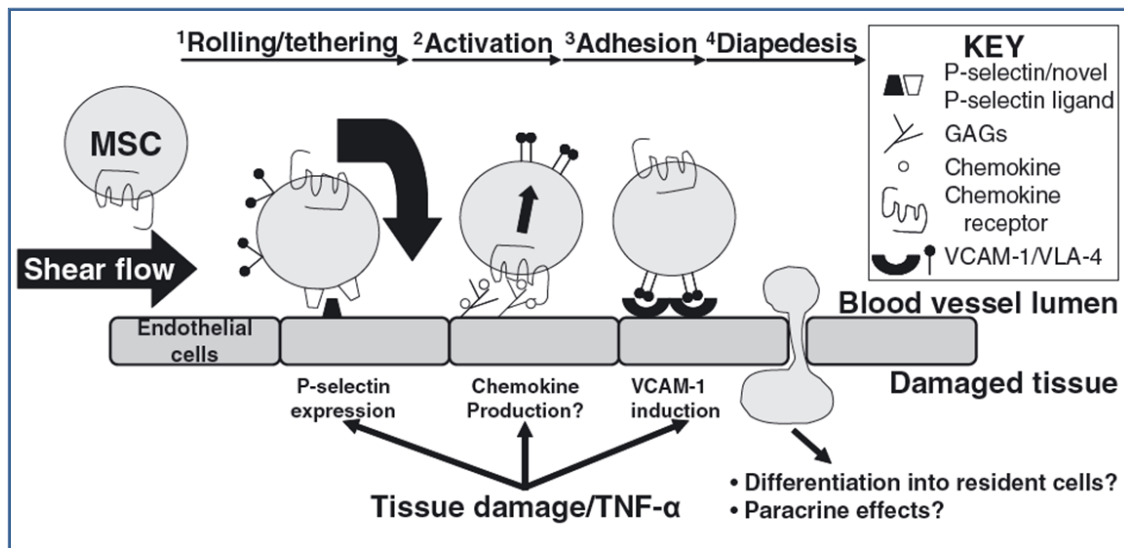 ¹Rolling/tethering ²Activation ³Adhesion ⁴Diapedesis
KEY
P-selectin/novel
P-selectin ligand
GAGs
Chemokine
Chemokine
receptor
VCAM-1/VLA-4
MSC
Shear flow
Blood vessel lumen
Endothelial
cells
Damaged tissue
P-selectin
expression
Chemokine
Production?
VCAM-1
induction
Tissue damage/TNF-α
• Differentiation into resident cells?
• Paracrine effects?